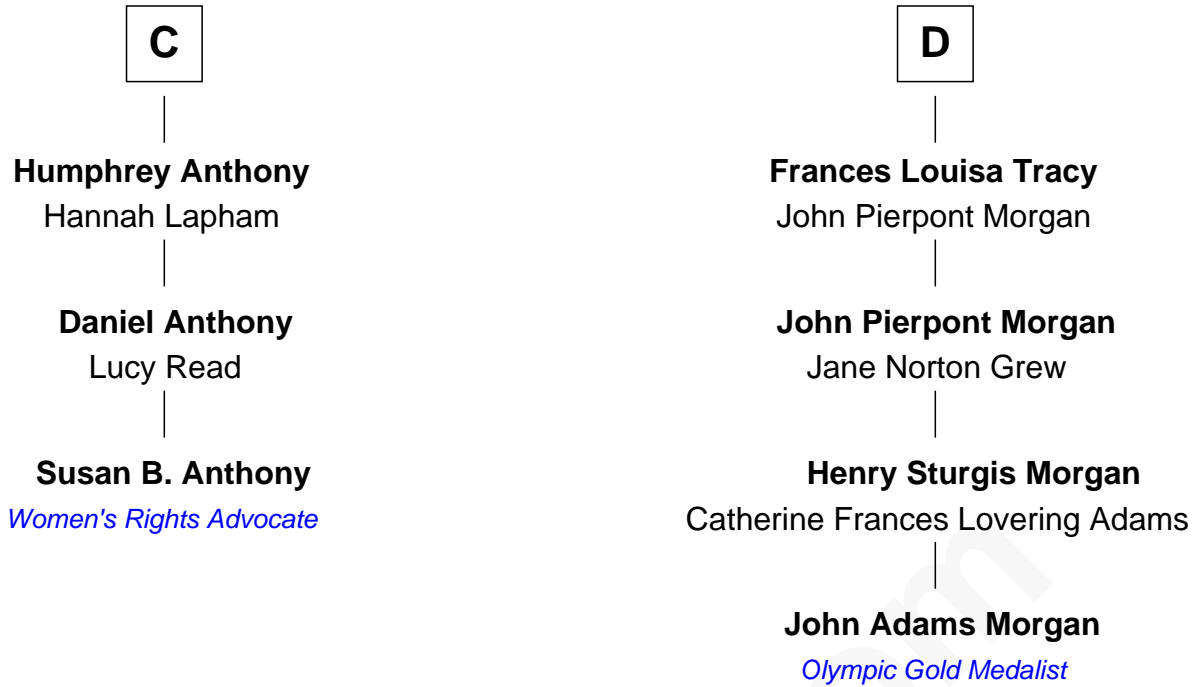 C
Humphrey Anthony
Hannah Lapham
Daniel Anthony
Lucy Read
Susan B. Anthony
Women's Rights Advocate
D
Frances Louisa Tracy
John Pierpont Morgan
John Pierpont Morgan
Jane Norton Grew
Henry Sturgis Morgan
Catherine Frances Lovering Adams
John Adams Morgan
Olympic Gold Medalist